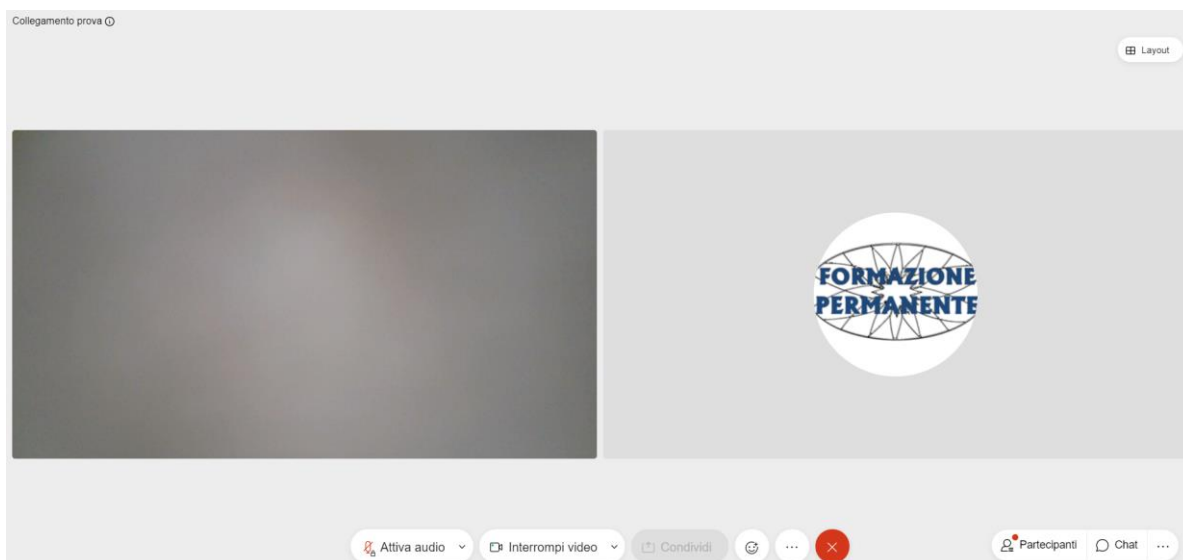 Collegamento prova
Layout
FORMAZIONE
PERMANENTE
Attiva audio
Interrompi video
Condividi
Partecipanti
Chat